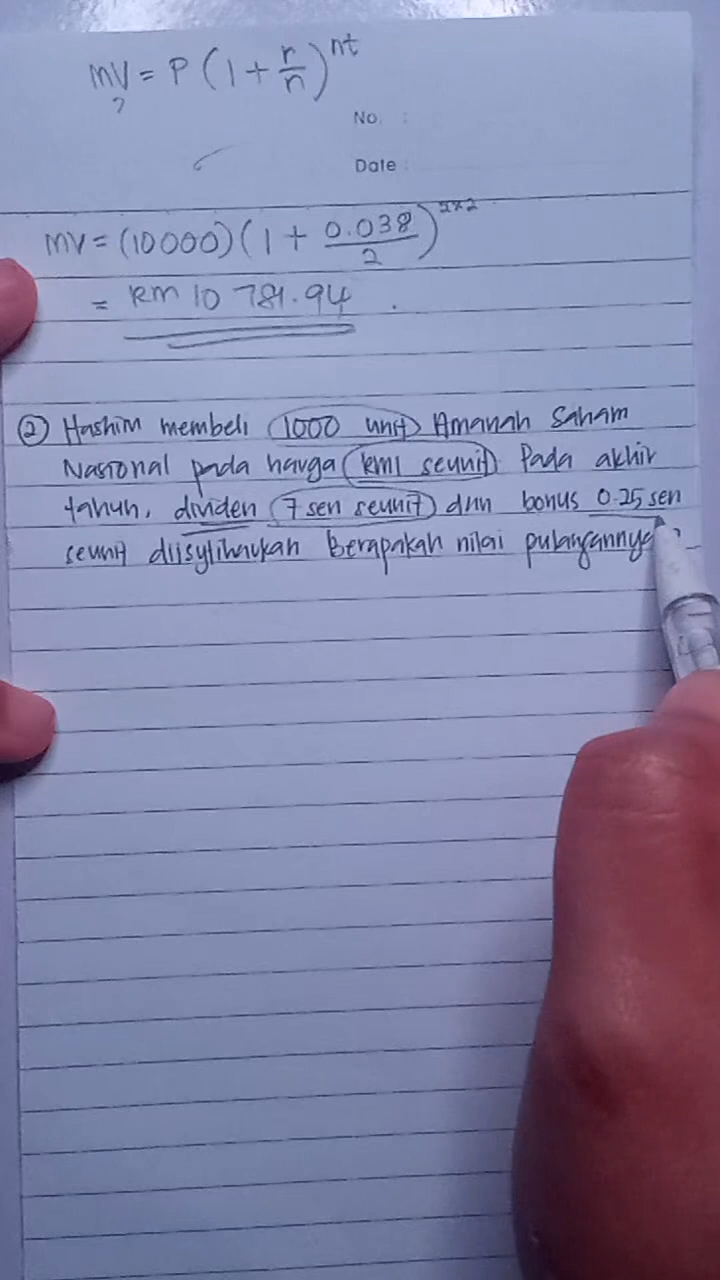 MV = P (1 + r/n)^nt
?
No. :
Date :
MV = (10000) (1 + 0.038/2)^2×2
= RM 10 781.94 .
② Hashim membeli (1000 unit) Amanah Saham
Nasional pada harga (RM1 seunit). Pada akhir
tahun, dividen (7 sen seunit) dan bonus 0.25 sen
seunit diisytiharkan Berapakah nilai pulangannya?